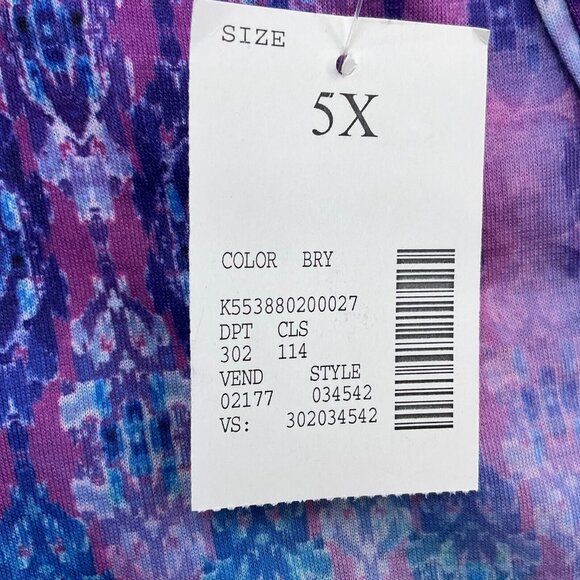 SIZE
5X
COLOR BRY
K553880200027
DPT CLS
302 114
VEND STYLE
02177 034542
VS: 302034542